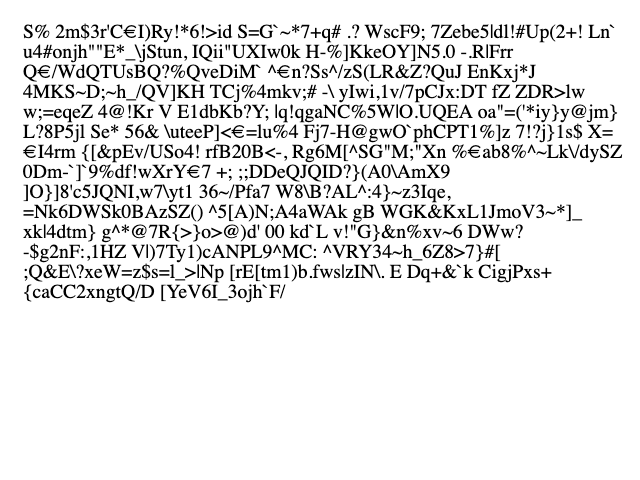 S% 2m$3r'C€I)Ry!*6!>id S=G`~*7+q# .? WscF9; 7Zebe5|dl!#Up(2+! Ln`
u4#onjh""E*_\jStun, IQii"UXIw0k H-%]KkeOY]N5.0 -.R|Frr
Q€/WdQTUsBQ?%QveDiM` ^€n?Ss^/zS(LR&Z?QuJ EnKxj*J
4MKS~D;~h_/QV]KH TCj%4mkv;# -\ yIwi,1v/7pCJx:DT fZ ZDR>lw
w;=eqeZ 4@!Kr V E1dbKb?Y; |q!qgaNC%5W|O.UQEA oa"=('*iy}y@jm}
L?8P5jl Se* 56& \uteeP]<€=lu%4 Fj7-H@gwO`phCPT1%]z 7!?j}1s$ X=
€I4rm {[&pEv/USo4! rfB20B<-, Rg6M[^SG"M;"Xn %€ab8%^~Lk\/dySZ
0Dm-`]`9%df!wXrY€7 +; ;;DDeQJQID?}(A0\AmX9
]O}]8'c5JQNI,w7\yt1 36~/Pfa7 W8\B?AL^:4}~z3Iqe,
=Nk6DWSk0BAzSZ() ^5[A)N;A4aWAk gB WGK&KxL1JmoV3~*]_
xk|4dtm} g^*@7R{>}o>@)d' 00 kd`L v!"G}&n%xv~6 DWw?
-$g2nF:,1HZ V|)7Ty1)cANPL9^MC: ^VRY34~h_6Z8>7}#[
;Q&E\?xeW=z$s=l_>|Np [rE[tm1)b.fws|zIN\. E Dq+&`k CigjPxs+
{caCC2xngtQ/D [YeV6I_3ojh`F/